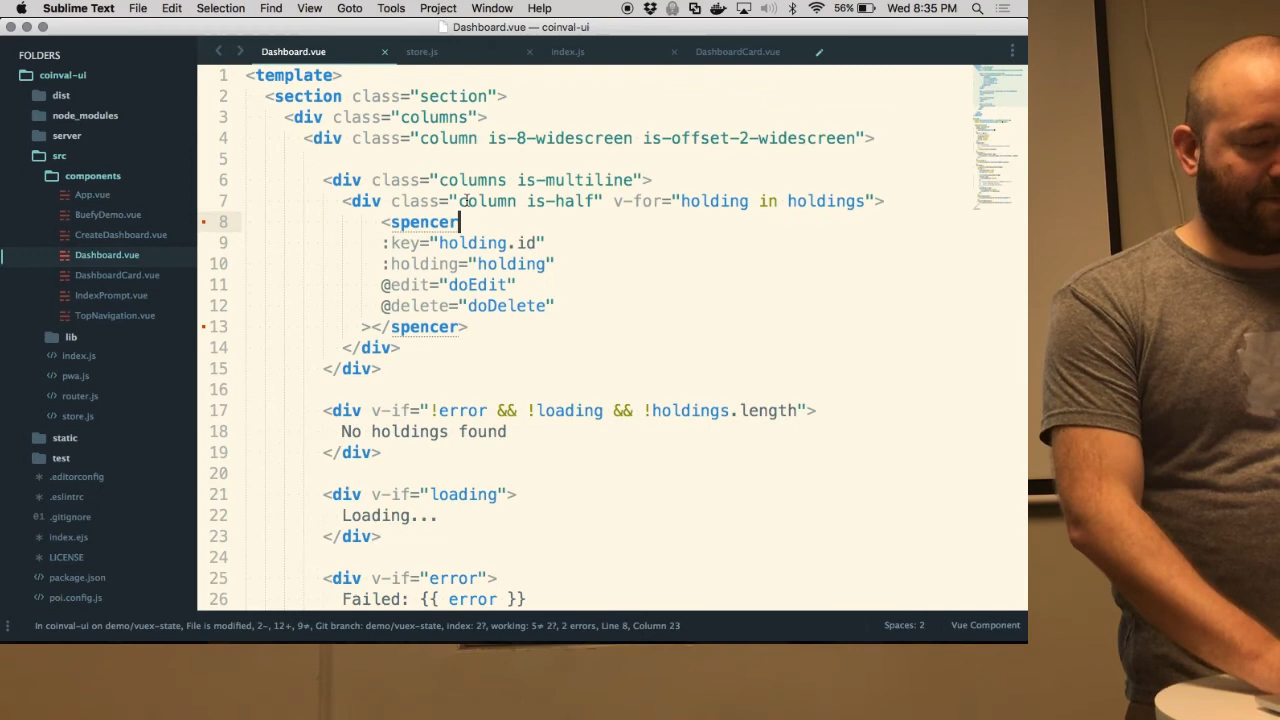 Sublime Text File Edit Selection Find View Goto Tools Project Window Help 56% Wed 8:35 PM
Dashboard.vue — coinval-ui
FOLDERS
coinval-ui
dist
node_modules
server
src
components
App.vue
BuefyDemo.vue
CreateDashboard.vue
Dashboard.vue
DashboardCard.vue
IndexPrompt.vue
TopNavigation.vue
lib
index.js
pwa.js
router.js
store.js
static
test
.editorconfig
.eslintrc
.gitignore
index.ejs
LICENSE
package.json
poi.config.js
Dashboard.vue × store.js × index.js × DashboardCard.vue
1 <template>
2 <section class="section">
3 <div class="columns">
4 <div class="column is-8-widescreen is-offset-2-widescreen">
5
6 <div class="columns is-multiline">
7 <div class="column is-half" v-for="holding in holdings">
8 <spencer
9 :key="holding.id"
10 :holding="holding"
11 @edit="doEdit"
12 @delete="doDelete"
13 ></spencer>
14 </div>
15 </div>
16
17 <div v-if="!error && !loading && !holdings.length">
18 No holdings found
19 </div>
20
21 <div v-if="loading">
22 Loading...
23 </div>
24
25 <div v-if="error">
26 Failed: {{ error }}
In coinval-ui on demo/vuex-state, File is modified, 2-, 12+, 9≠, Git branch: demo/vuex-state, index: 2?, working: 5≠ 2?, 2 errors, Line 8, Column 23 Spaces: 2 Vue Component